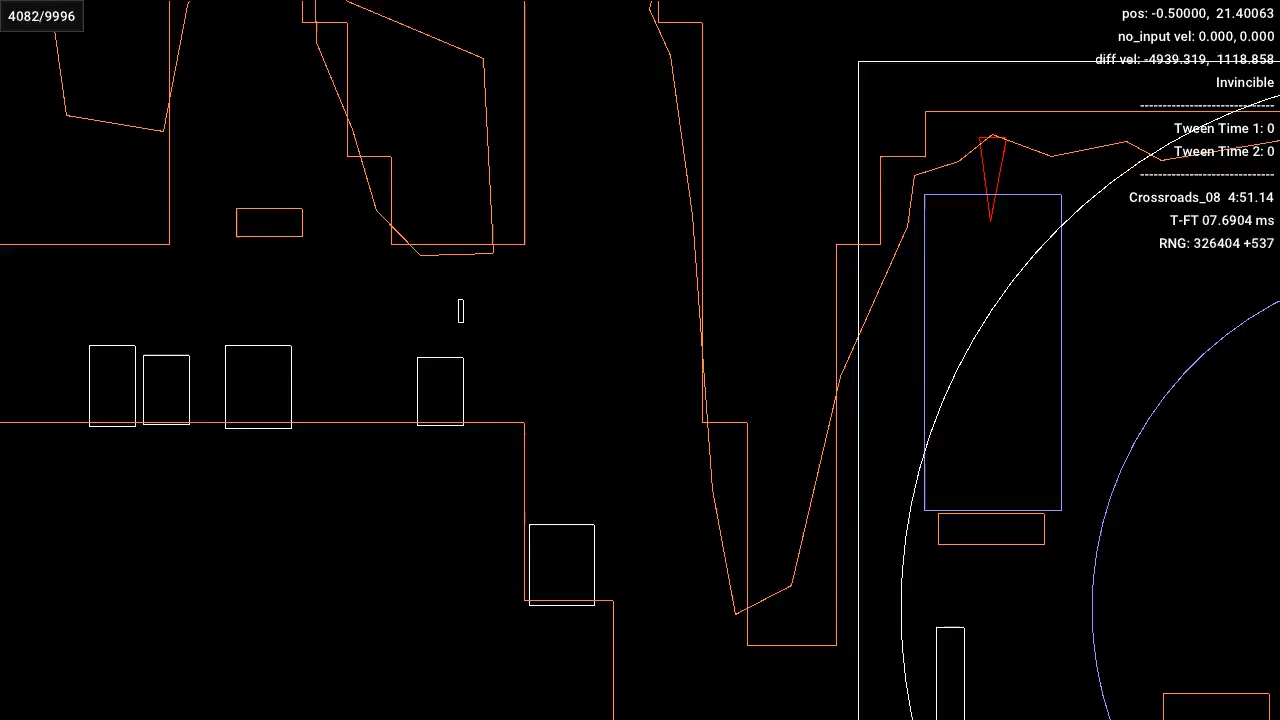 4082/9996
pos: -0.50000,  21.40063
no_input vel: 0.000, 0.000
diff vel: -4939.319,  1118.858
Invincible
------------------------------
Tween Time 1: 0
Tween Time 2: 0
------------------------------
Crossroads_08  4:51.14
T-FT 07.6904 ms
RNG: 326404 +537